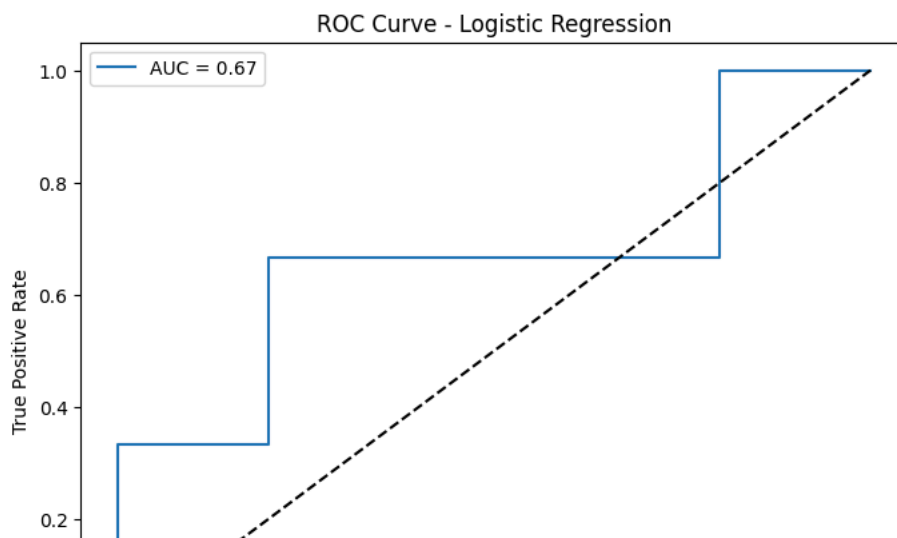 ROC Curve - Logistic Regression
AUC = 0.67
1.0
0.8
0.6
0.4
0.2
True Positive Rate